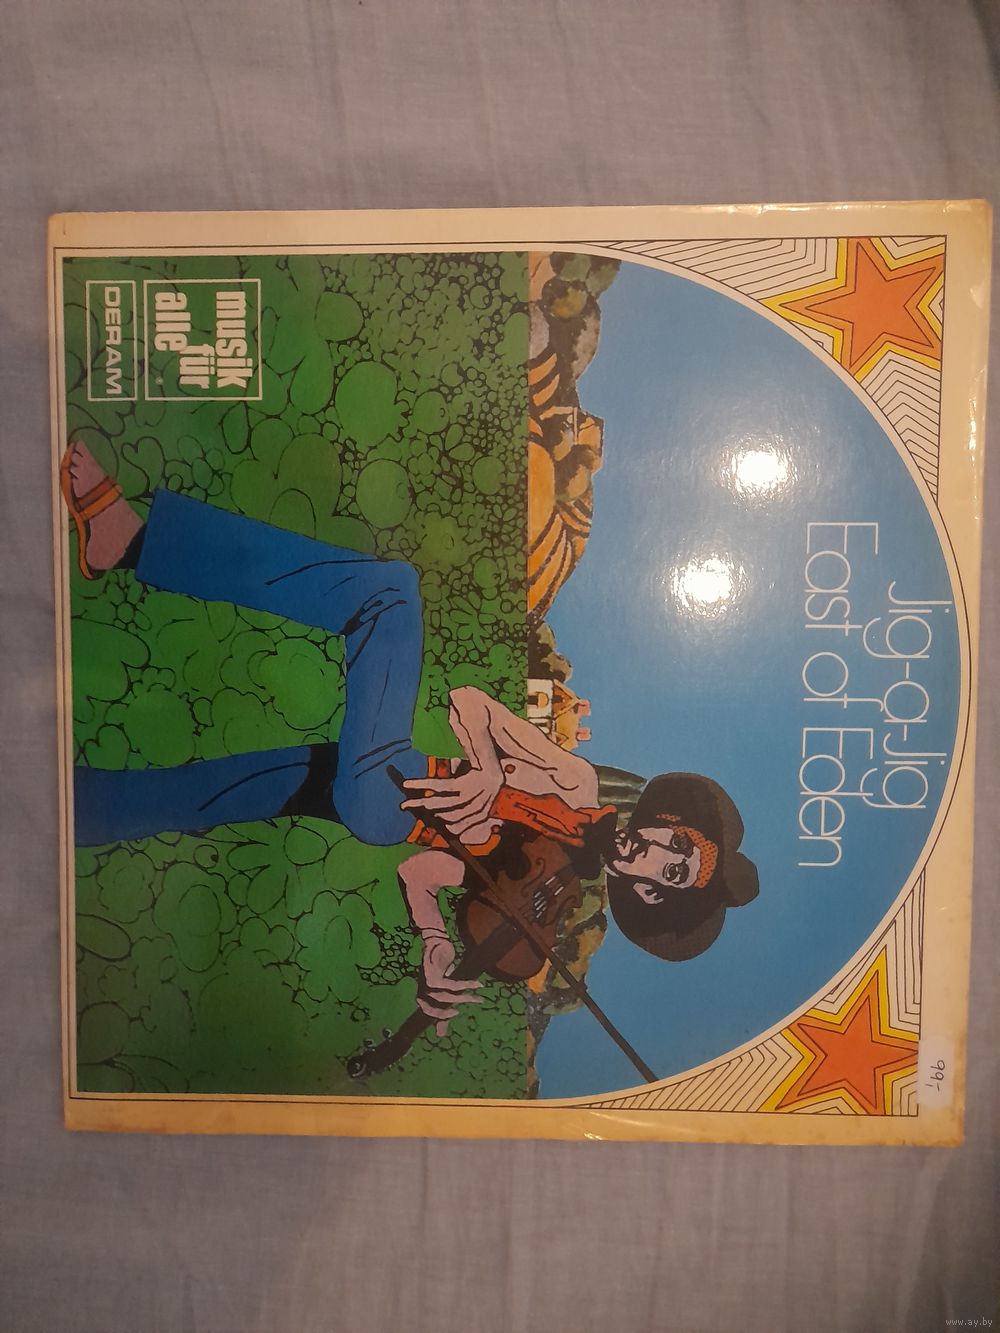 Jig-a-Jig
East of Eden
musik
für
alle
DERAM
99,-
www.ay.by